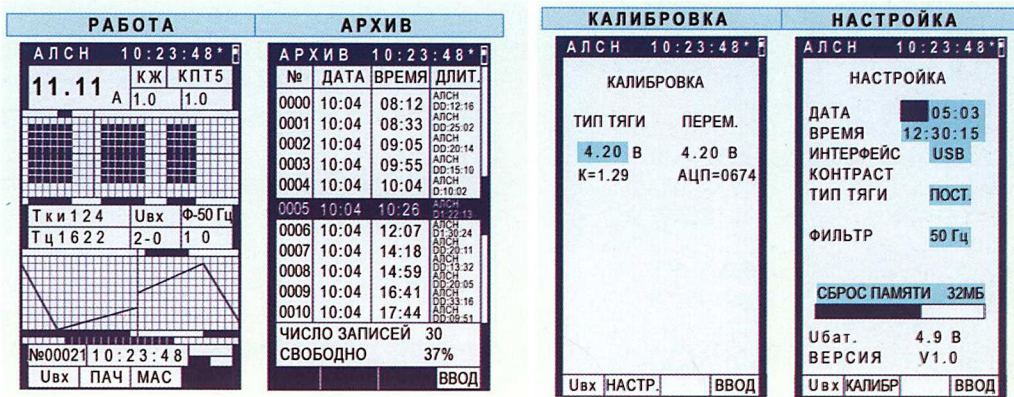 РАБОТА
АЛСН 10:23:48*
11.11 А
КЖ КПТ5
1.0 1.0
Тки124 Uвх Ф-50 Гц
Тц1622 2-0 1 0
№00021 10:23:48
Uвх ПАЧ МАС
АРХИВ
АРХИВ 10:23:48*
№ ДАТА ВРЕМЯ ДЛИТ.
0000 10:04 08:12 АЛСН DD:12:16
0001 10:04 08:33 АЛСН DD:25:02
0002 10:04 09:05 АЛСН DD:20:14
0003 10:04 09:55 АЛСН DD:15:10
0004 10:04 10:04 АЛСН D:10:02
0005 10:04 10:26 АЛСН D1:22:13
0006 10:04 12:07 АЛСН D1:30:24
0007 10:04 14:18 АЛСН DD:20:11
0008 10:04 14:59 АЛСН DD:13:32
0009 10:04 16:41 АЛСН DD:20:05
0010 10:04 17:44 АЛСН DD:33:16
АЛСН DD:09:51
ЧИСЛО ЗАПИСЕЙ 30
СВОБОДНО 37%
ВВОД
КАЛИБРОВКА
АЛСН 10:23:48*
КАЛИБРОВКА
ТИП ТЯГИ ПЕРЕМ.
4.20 В 4.20 В
К=1.29 АЦП=0674
Uвх НАСТР. ВВОД
НАСТРОЙКА
АЛСН 10:23:48*
НАСТРОЙКА
ДАТА 05:03
ВРЕМЯ 12:30:15
ИНТЕРФЕЙС USB
КОНТРАСТ
ТИП ТЯГИ ПОСТ.
ФИЛЬТР 50 Гц
СБРОС ПАМЯТИ 32МБ
Uбат. 4.9 В
ВЕРСИЯ V1.0
Uвх КАЛИБР ВВОД